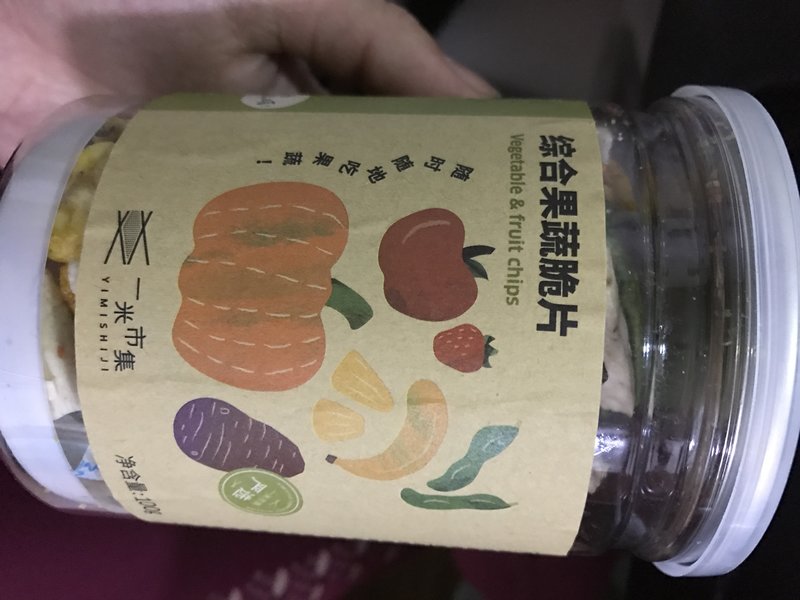 综合果蔬脆片
Vegetable & fruit chips
随时随地吃果蔬！
一米市集
YIMISHIJI
净含量:100g